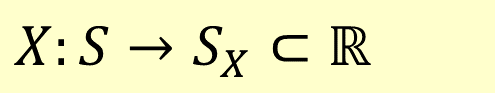 X: S → S_X ⊂ ℝ